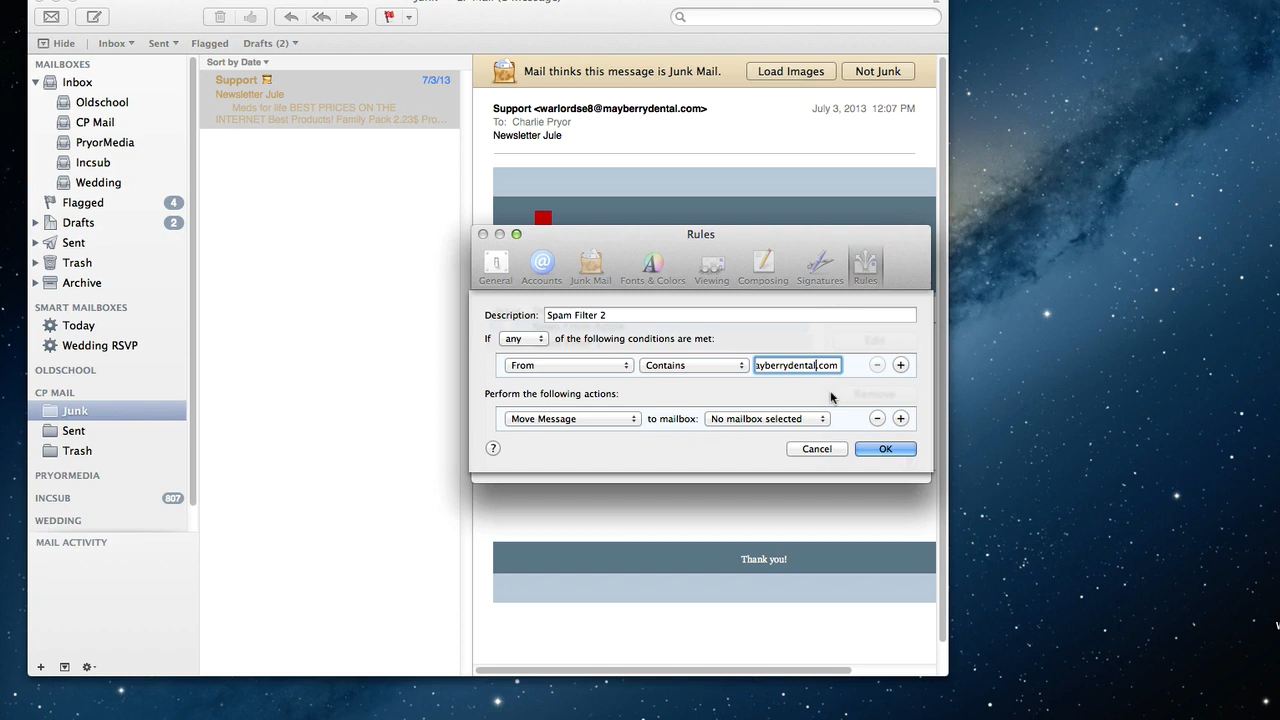 Hide Inbox Sent Flagged Drafts (2)
MAILBOXES
Inbox
Oldschool
CP Mail
PryorMedia
Incsub
Wedding
Flagged 4
Drafts 2
Sent
Trash
Archive
SMART MAILBOXES
Today
Wedding RSVP
OLDSCHOOL
CP MAIL
Junk
Sent
Trash
PRYORMEDIA
INCSUB 807
WEDDING
MAIL ACTIVITY
Sort by Date
Support 7/3/13
Newsletter Jule
Meds for life BEST PRICES ON THE
INTERNET Best Products! Family Pack 2.23$ Pro...
Mail thinks this message is Junk Mail. Load Images Not Junk
Support <warlordse8@mayberrydental.com> July 3, 2013 12:07 PM
To: Charlie Pryor
Newsletter Jule
Rules
General Accounts Junk Mail Fonts & Colors Viewing Composing Signatures Rules
Description: Spam Filter 2
If any of the following conditions are met:
From Contains ayberrydental.com
Perform the following actions:
Move Message to mailbox: No mailbox selected
? Cancel OK
Thank you!